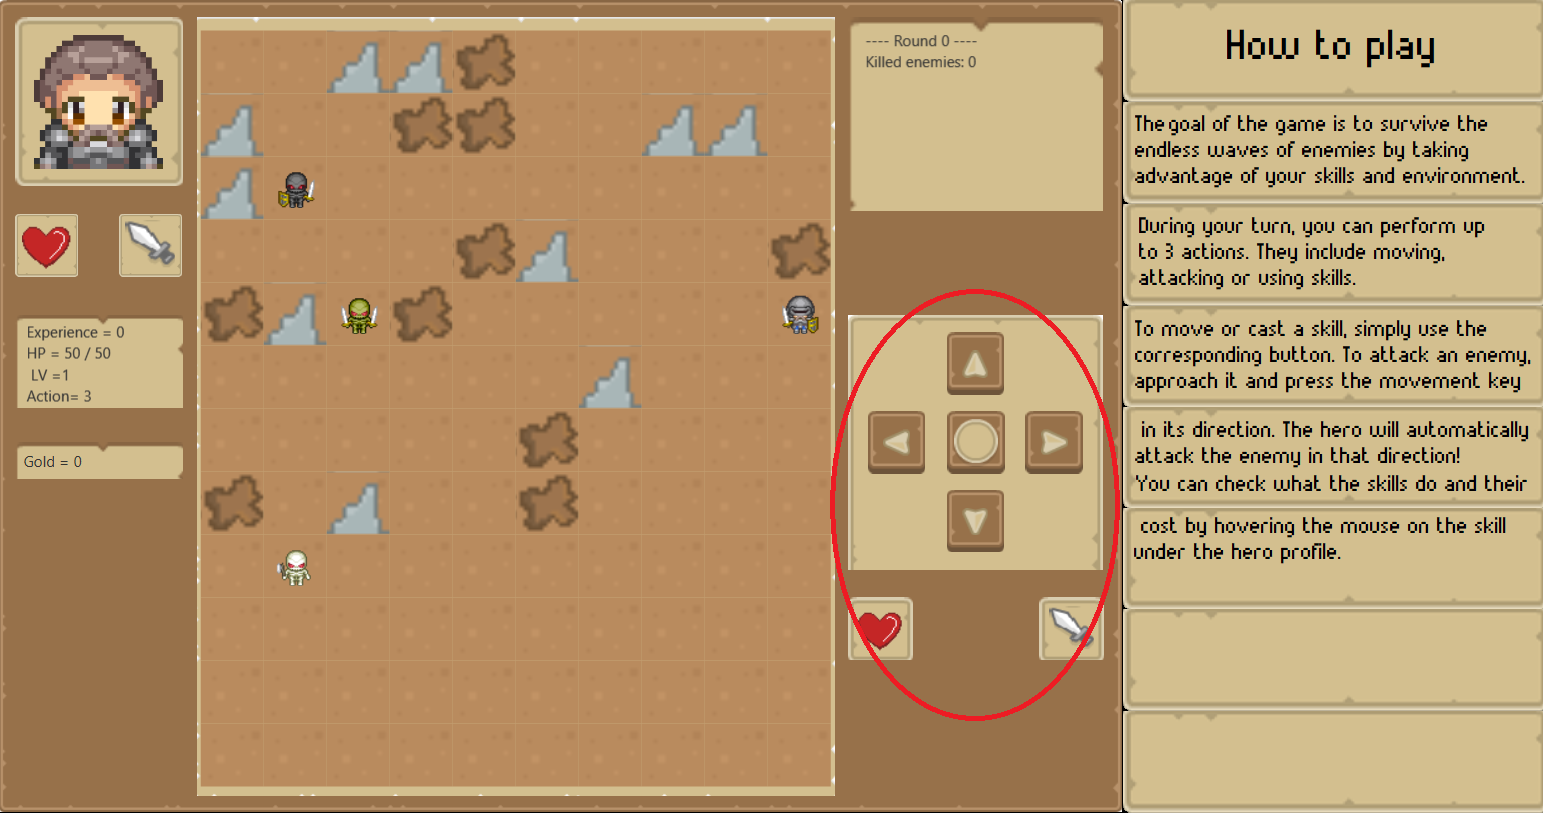 Experience = 0
HP = 50 / 50
LV =1
Action= 3
Gold = 0
---- Round 0 ----
Killed enemies: 0
How to play
The goal of the game is to survive the
endless waves of enemies by taking
advantage of your skills and environment.
During your turn, you can perform up
to 3 actions. They include moving,
attacking or using skills.
To move or cast a skill, simply use the
corresponding button. To attack an enemy,
approach it and press the movement key
in its direction. The hero will automatically
attack the enemy in that direction!
You can check what the skills do and their
cost by hovering the mouse on the skill
under the hero profile.